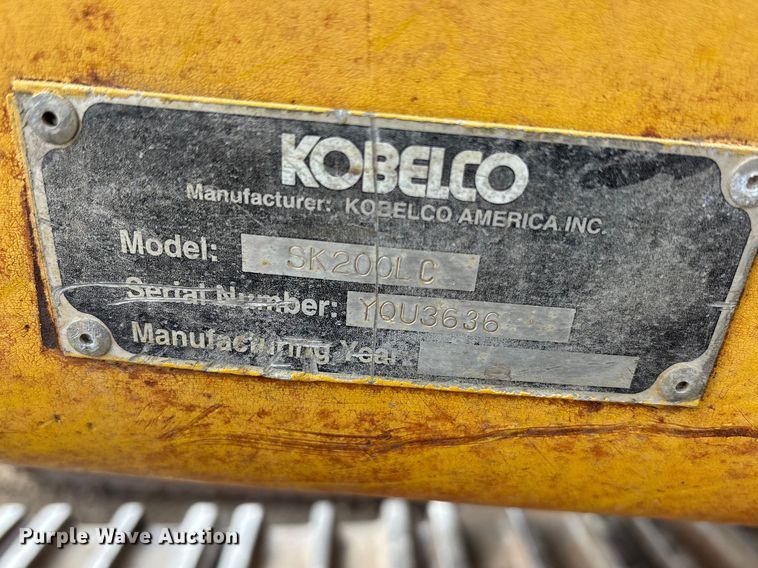 KOBELCO
Manufacturer: KOBELCO AMERICA INC.
Model: SK200LC
Serial Number: YQU3636
Manufacturing Year
Purple Wave Auction®